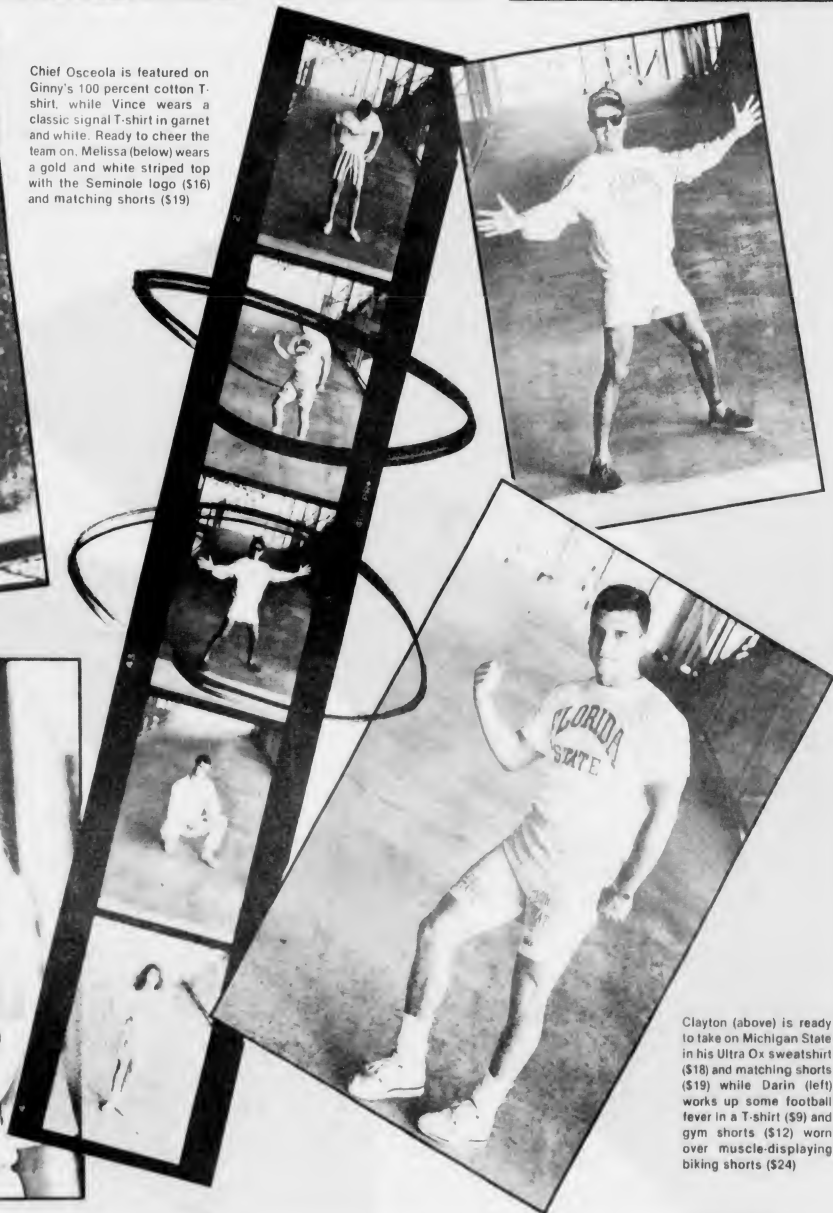 Chief Osceola is featured on
Ginny's 100 percent cotton T-
shirt, while Vince wears a
classic signal T-shirt in garnet
and white. Ready to cheer the
team on, Melissa (below) wears
a gold and white striped top
with the Seminole logo ($16)
and matching shorts ($19)
FLORIDA
STATE
Clayton (above) is ready
to take on Michigan State
in his Ultra Ox sweatshirt
($18) and matching shorts
($19) while Darin (left)
works up some football
fever in a T-shirt ($9) and
gym shorts ($12) worn
over muscle-displaying
biking shorts ($24)